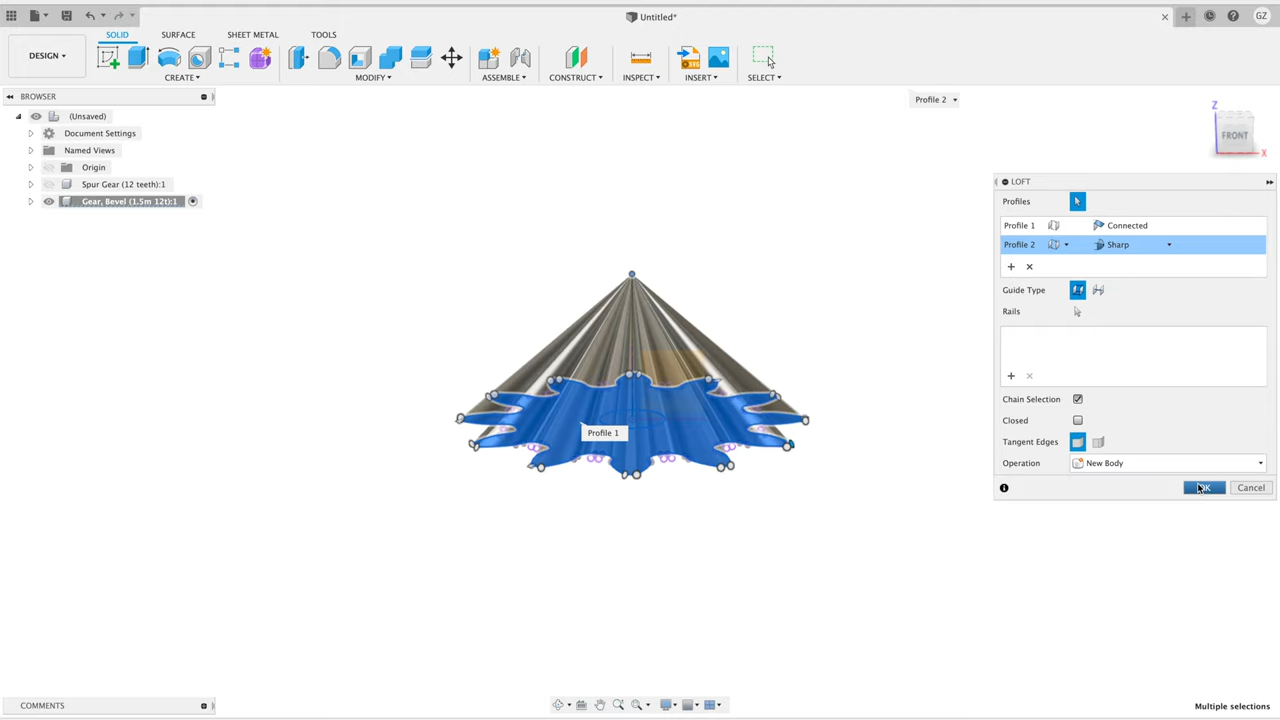 Untitled*
GZ
SOLID SURFACE SHEET METAL TOOLS
DESIGN
CREATE MODIFY ASSEMBLE CONSTRUCT INSPECT INSERT SELECT
BROWSER
Profile 2
(Unsaved)
Document Settings
Named Views
Origin
Spur Gear (12 teeth):1
Gear, Bevel (1.5m 12t):1
Z
FRONT
X
LOFT
Profiles
Profile 1 Connected
Profile 2 Sharp
Guide Type
Rails
Chain Selection
Closed
Tangent Edges
Operation New Body
OK Cancel
Profile 1
COMMENTS
Multiple selections